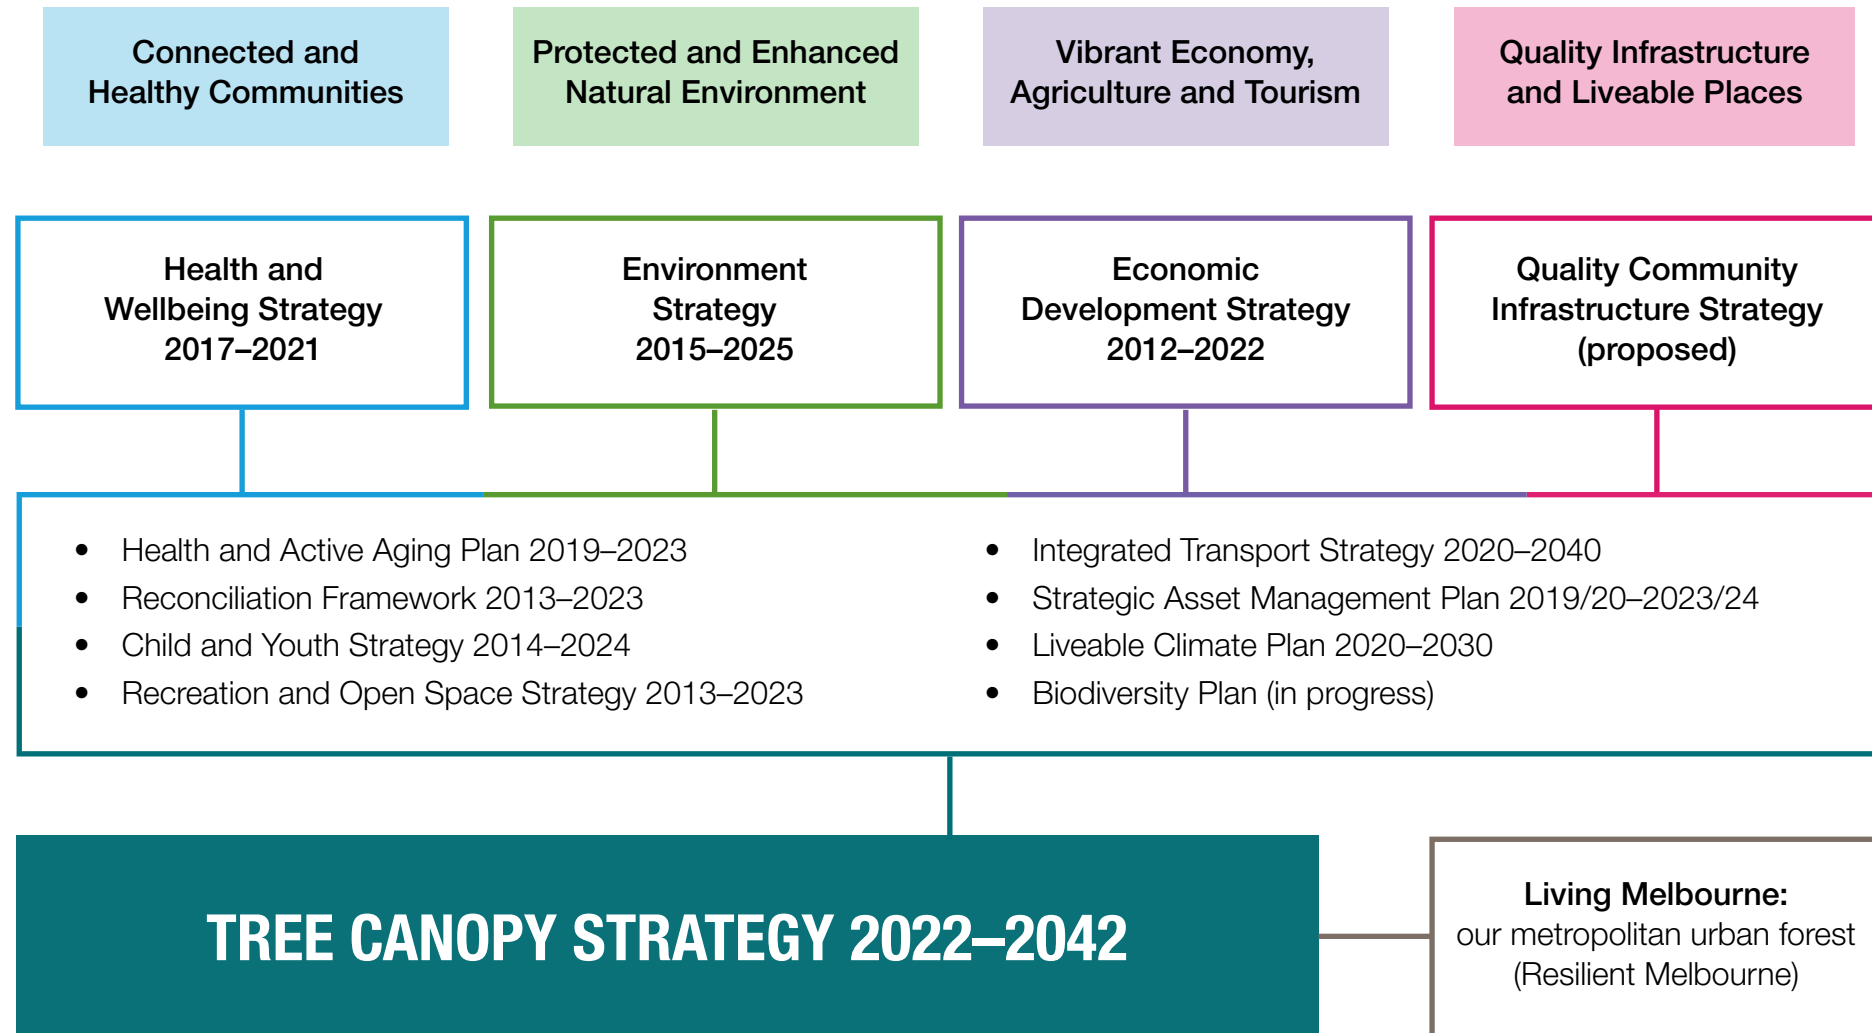 Connected and
Healthy Communities
Protected and Enhanced
Natural Environment
Vibrant Economy,
Agriculture and Tourism
Quality Infrastructure
and Liveable Places
Health and
Wellbeing Strategy
2017–2021
Environment
Strategy
2015–2025
Economic
Development Strategy
2012–2022
Quality Community
Infrastructure Strategy
(proposed)
• Health and Active Aging Plan 2019–2023
• Reconciliation Framework 2013–2023
• Child and Youth Strategy 2014–2024
• Recreation and Open Space Strategy 2013–2023
• Integrated Transport Strategy 2020–2040
• Strategic Asset Management Plan 2019/20–2023/24
• Liveable Climate Plan 2020–2030
• Biodiversity Plan (in progress)
TREE CANOPY STRATEGY 2022–2042
Living Melbourne:
our metropolitan urban forest
(Resilient Melbourne)